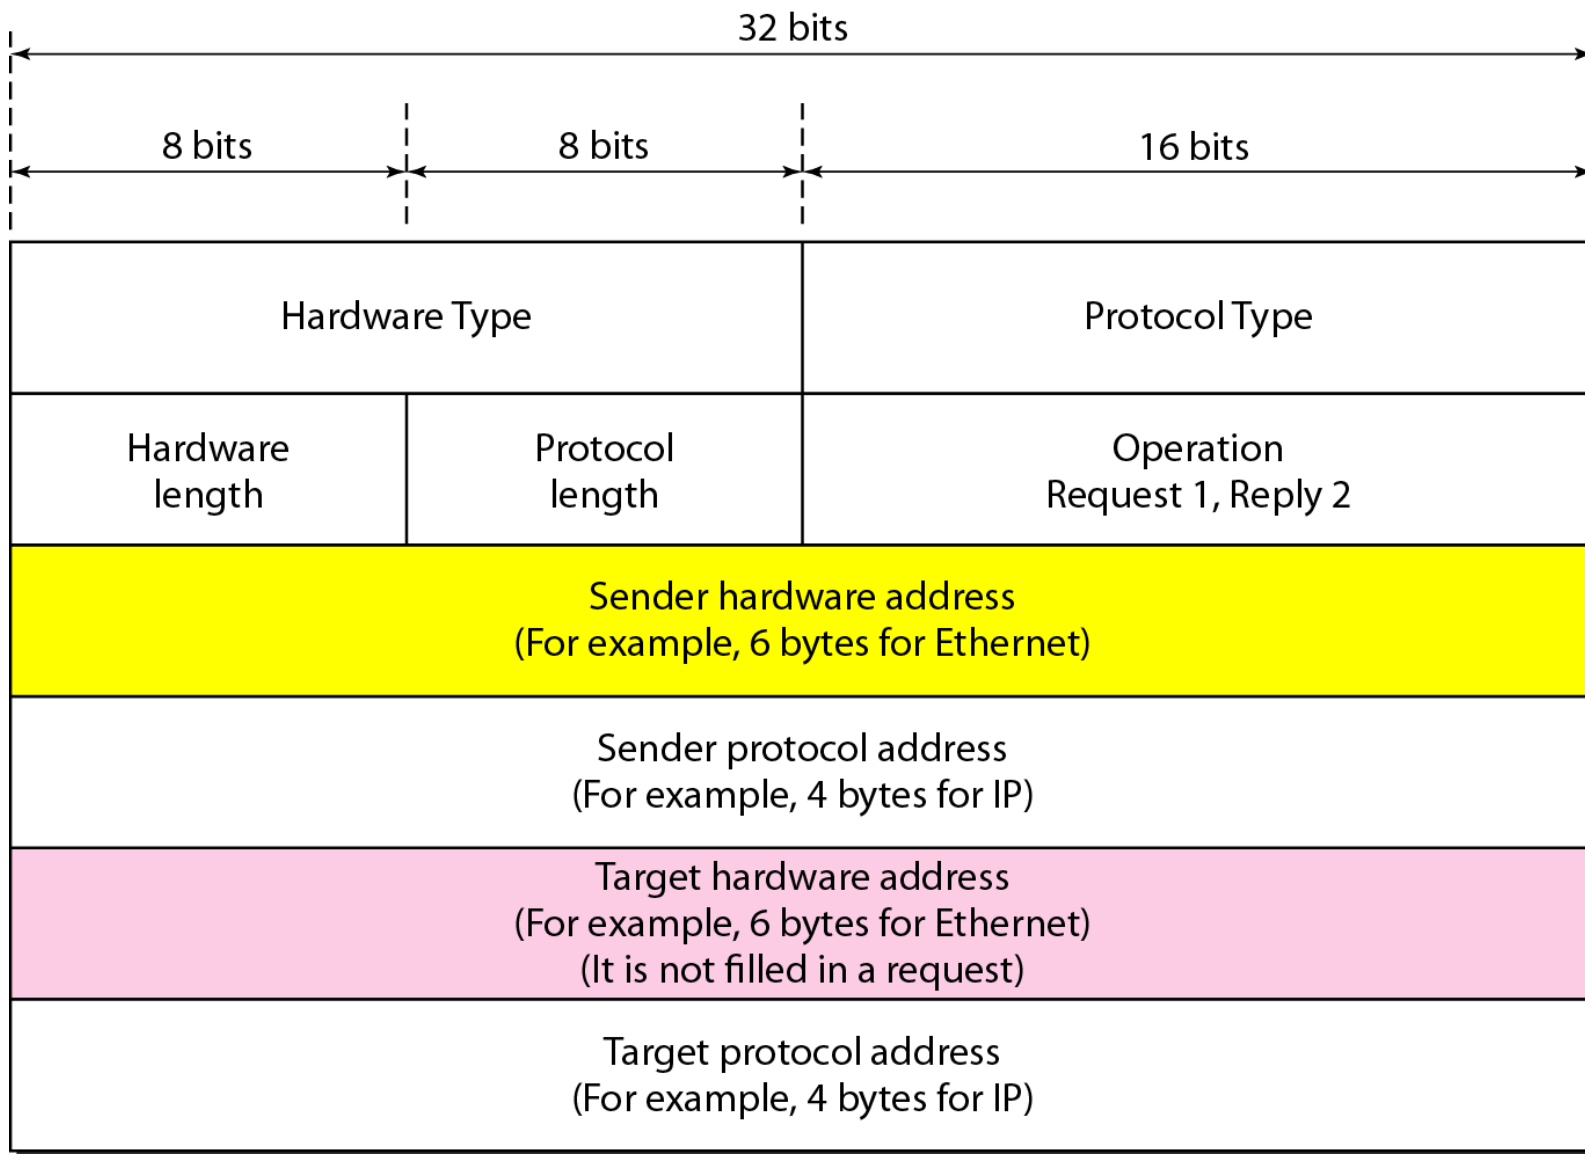 32 bits
8 bits
8 bits
16 bits
Hardware Type
Protocol Type
Hardware
length
Protocol
length
Operation
Request 1, Reply 2
Sender hardware address
(For example, 6 bytes for Ethernet)
Sender protocol address
(For example, 4 bytes for IP)
Target hardware address
(For example, 6 bytes for Ethernet)
(It is not filled in a request)
Target protocol address
(For example, 4 bytes for IP)